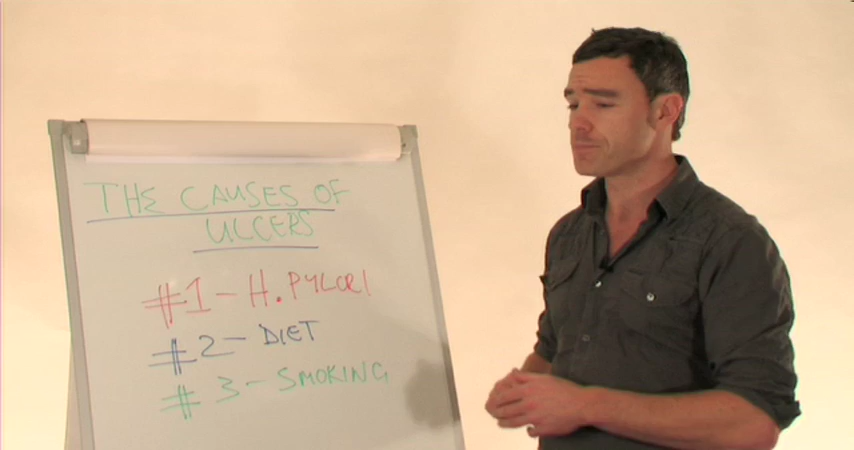 THE CAUSES OF
ULCERS
#1 - H. PYLORI
#2 - DIET
#3 - SMOKING